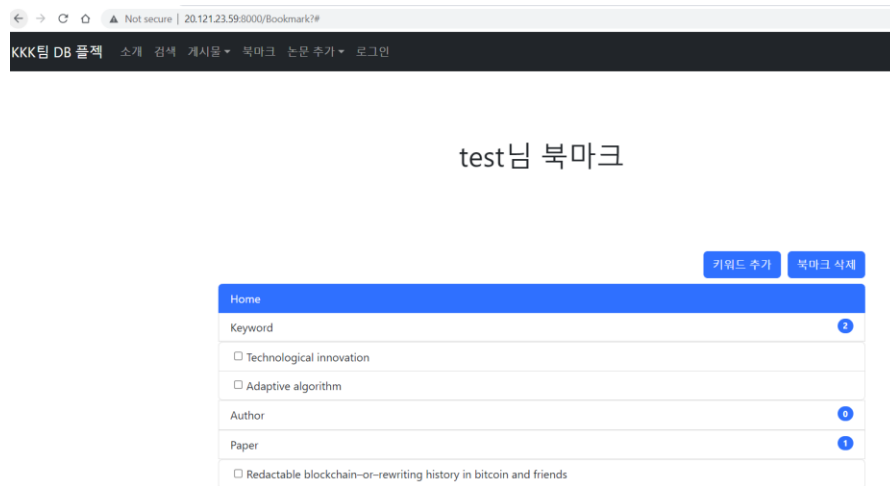 Not secure | 20.121.23.59:8000/Bookmark?#
KKK팀 DB 플젝 소개 검색 게시물 북마크 논문 추가 로그인
test님 북마크
키워드 추가 북마크 삭제
Home
Keyword 2
Technological innovation
Adaptive algorithm
Author 0
Paper 1
Redactable blockchain–or–rewriting history in bitcoin and friends